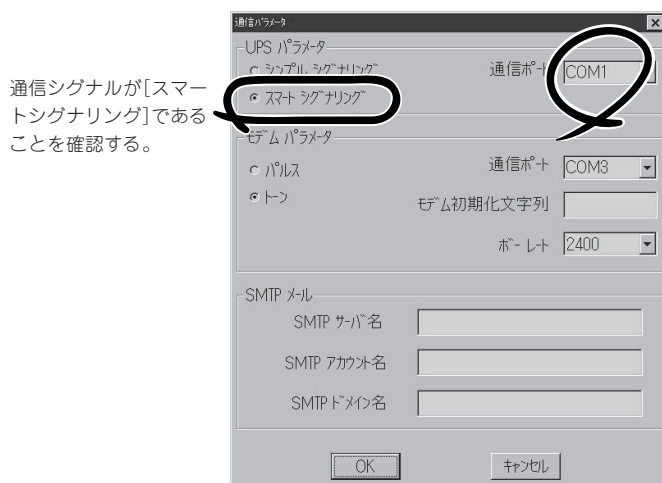 通信パラメータ
UPS パラメータ
シンプル シグナリング
通信ポート COM1
スマート シグナリング
通信シグナルが[スマー
トシグナリング]である
ことを確認する。
モデム パラメータ
パルス
通信ポート COM3
トーン
モデム初期化文字列
ボーレート 2400
SMTP メール
SMTP サーバ名
SMTP アカウント名
SMTP ドメイン名
OK キャンセル